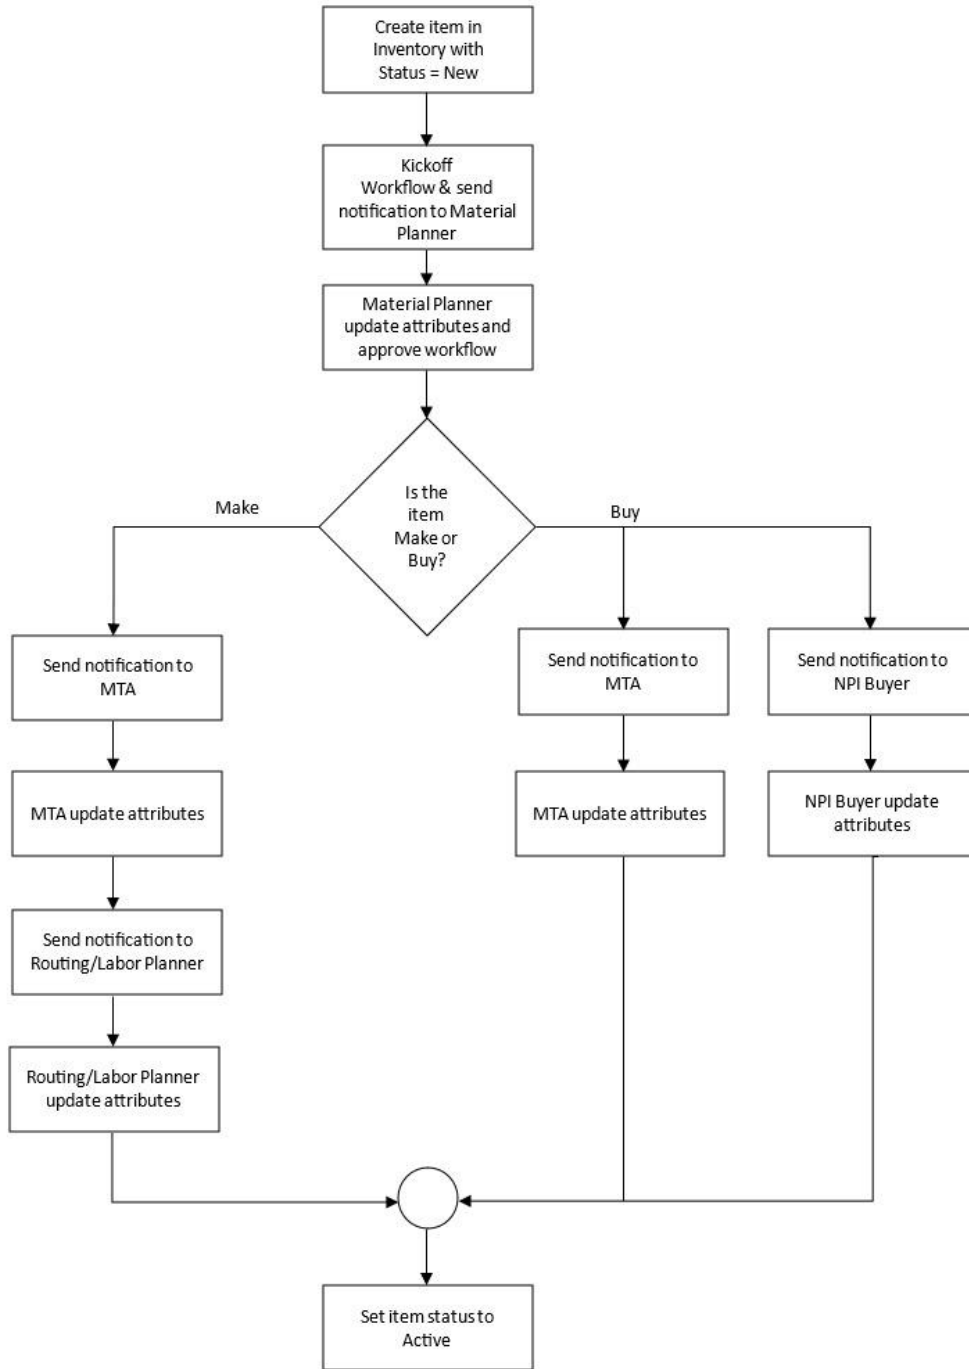 Create item in
Inventory with
Status = New
Kickoff
Workflow & send
notification to Material
Planner
Material Planner
update attributes and
approve workflow
Is the
item
Make or
Buy?
Make
Buy
Send notification to
MTA
Send notification to
MTA
Send notification to
NPI Buyer
MTA update attributes
MTA update attributes
NPI Buyer update
attributes
Send notification to
Routing/Labor Planner
Routing/Labor Planner
update attributes
Set item status to
Active